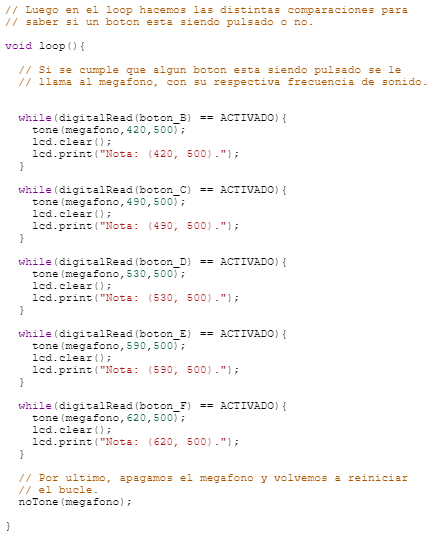 // Luego en el loop hacemos las distintas comparaciones para
// saber si un boton esta siendo pulsado o no.
void loop(){
// Si se cumple que algun boton esta siendo pulsado se le
// llama al megafono, con su respectiva frecuencia de sonido.
while(digitalRead(boton_B) == ACTIVADO){
tone(megafono,420,500);
lcd.clear();
lcd.print("Nota: (420, 500).");
}
while(digitalRead(boton_C) == ACTIVADO){
tone(megafono,490,500);
lcd.clear();
lcd.print("Nota: (490, 500).");
}
while(digitalRead(boton_D) == ACTIVADO){
tone(megafono,530,500);
lcd.clear();
lcd.print("Nota: (530, 500).");
}
while(digitalRead(boton_E) == ACTIVADO){
tone(megafono,590,500);
lcd.clear();
lcd.print("Nota: (590, 500).");
}
while(digitalRead(boton_F) == ACTIVADO){
tone(megafono,620,500);
lcd.clear();
lcd.print("Nota: (620, 500).");
}
// Por ultimo, apagamos el megafono y volvemos a reiniciar
// el bucle.
noTone(megafono);
}